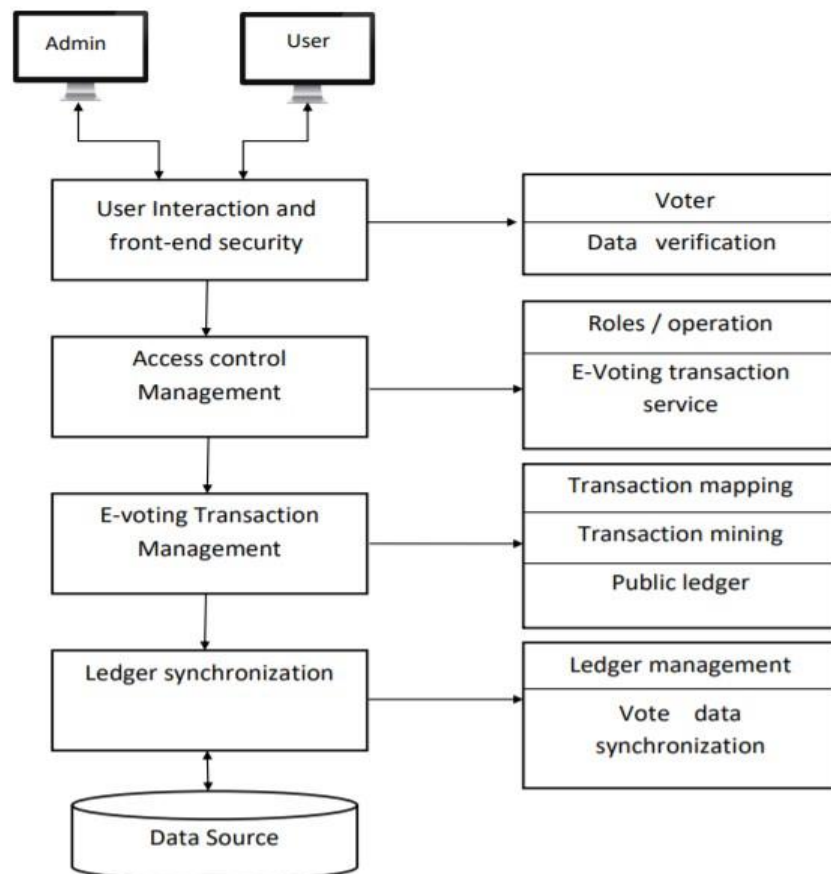 Admin
User
User Interaction and
front-end security
Voter
Data verification
Access control
Management
Roles / operation
E-Voting transaction
service
E-voting Transaction
Management
Transaction mapping
Transaction mining
Public ledger
Ledger synchronization
Ledger management
Vote data
synchronization
Data Source